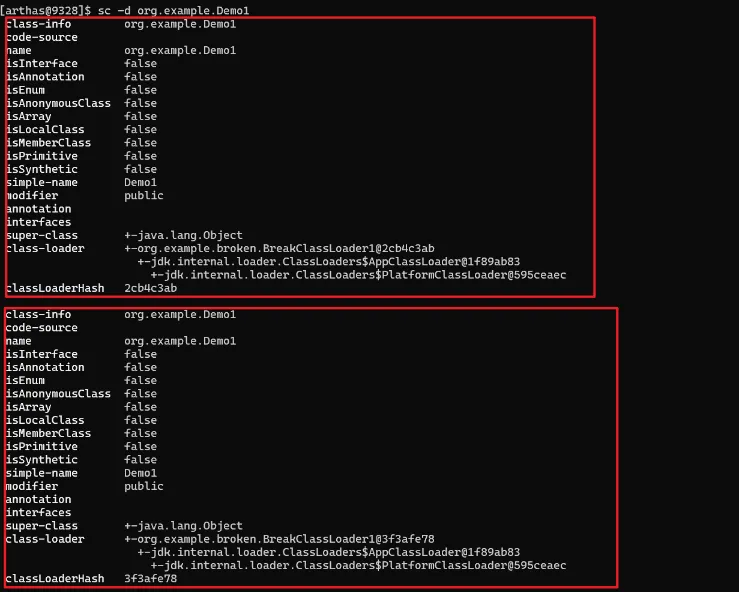 [arthas@9328]$ sc -d org.example.Demo1
class-info org.example.Demo1
code-source
name org.example.Demo1
isInterface false
isAnnotation false
isEnum false
isAnonymousClass false
isArray false
isLocalClass false
isMemberClass false
isPrimitive false
isSynthetic false
simple-name Demo1
modifier public
annotation
interfaces
super-class +-java.lang.Object
class-loader +-org.example.broken.BreakClassLoader1@2cb4c3ab
+-jdk.internal.loader.ClassLoaders$AppClassLoader@1f89ab83
+-jdk.internal.loader.ClassLoaders$PlatformClassLoader@595ceaec
classLoaderHash 2cb4c3ab
class-info org.example.Demo1
code-source
name org.example.Demo1
isInterface false
isAnnotation false
isEnum false
isAnonymousClass false
isArray false
isLocalClass false
isMemberClass false
isPrimitive false
isSynthetic false
simple-name Demo1
modifier public
annotation
interfaces
super-class +-java.lang.Object
class-loader +-org.example.broken.BreakClassLoader1@3f3afe78
+-jdk.internal.loader.ClassLoaders$AppClassLoader@1f89ab83
+-jdk.internal.loader.ClassLoaders$PlatformClassLoader@595ceaec
classLoaderHash 3f3afe78